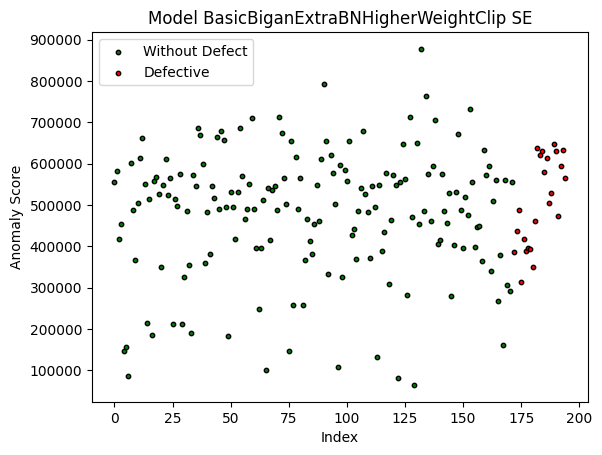 Model BasicBiganExtraBNHigherWeightClip SE
Without Defect
Defective
900000
800000
700000
600000
500000
400000
300000
200000
100000
Anomaly Score
0 25 50 75 100 125 150 175 200
Index